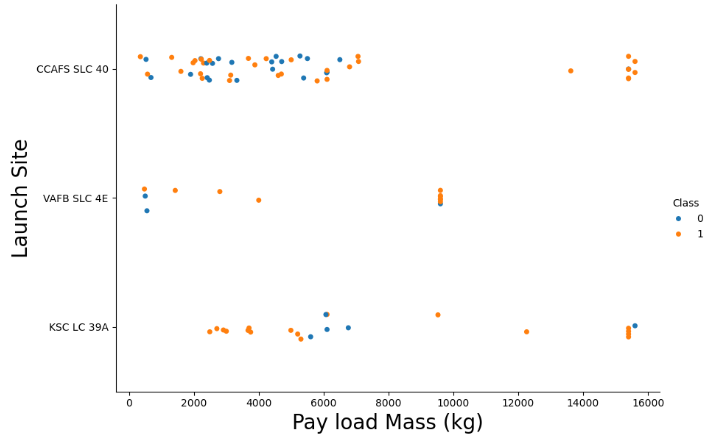 Launch Site
CCAFS SLC 40
VAFB SLC 4E
KSC LC 39A
0 2000 4000 6000 8000 10000 12000 14000 16000
Pay load Mass (kg)
Class
0
1